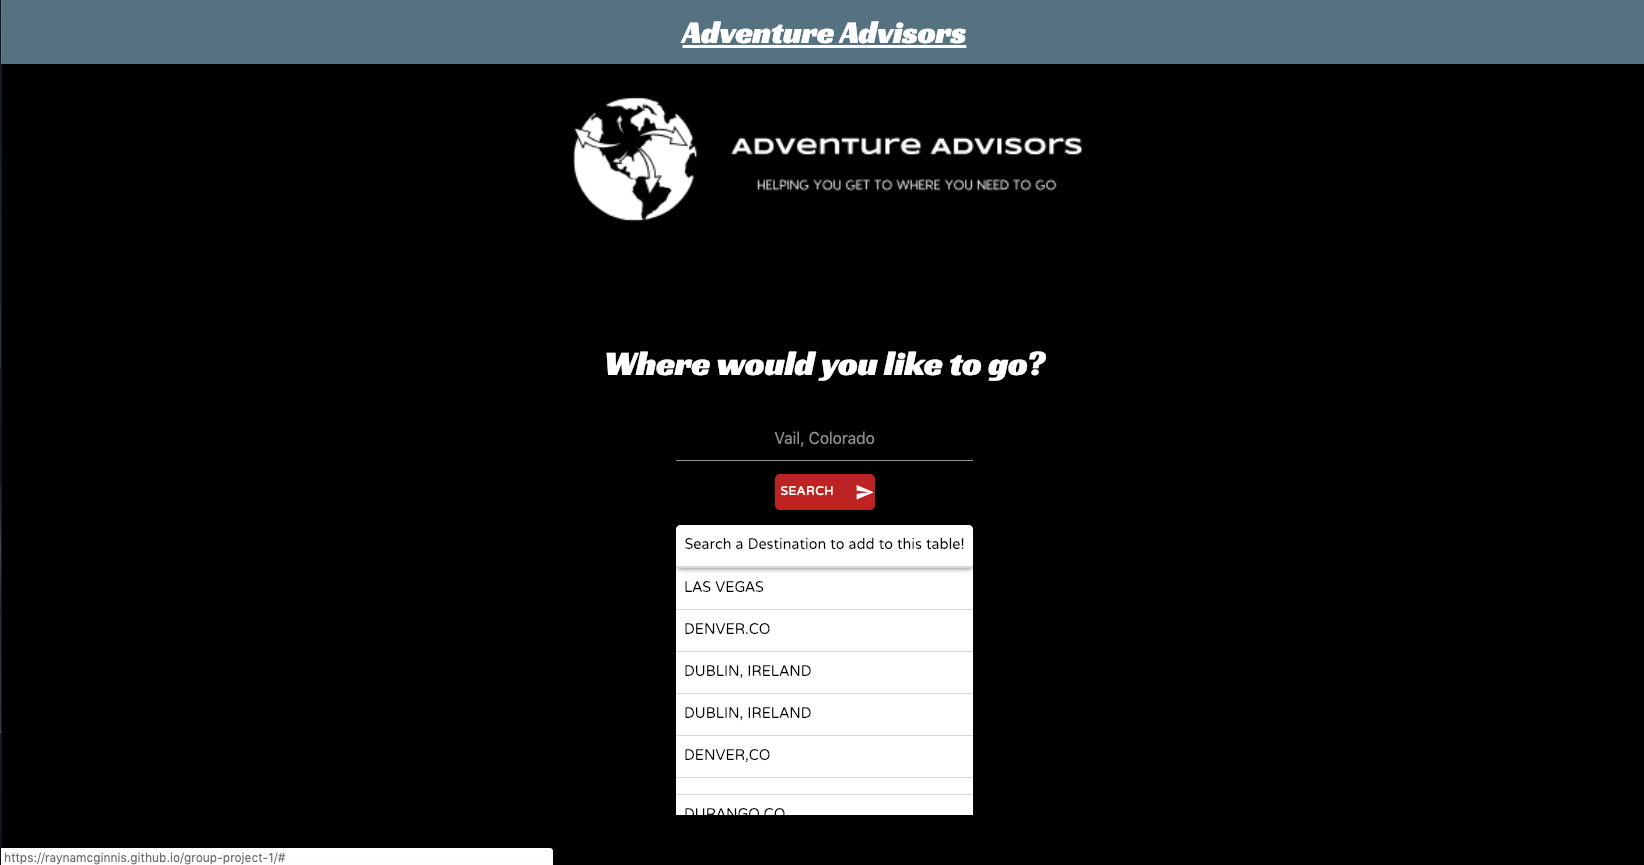 Adventure Advisors
ADVENTURE ADVISORS
HELPING YOU GET TO WHERE YOU NEED TO GO
Where would you like to go?
Vail, Colorado
SEARCH
Search a Destination to add to this table!
LAS VEGAS
DENVER.CO
DUBLIN, IRELAND
DUBLIN, IRELAND
DENVER,CO
DURANGO,CO
https://raynamcginnis.github.io/group-project-1/#